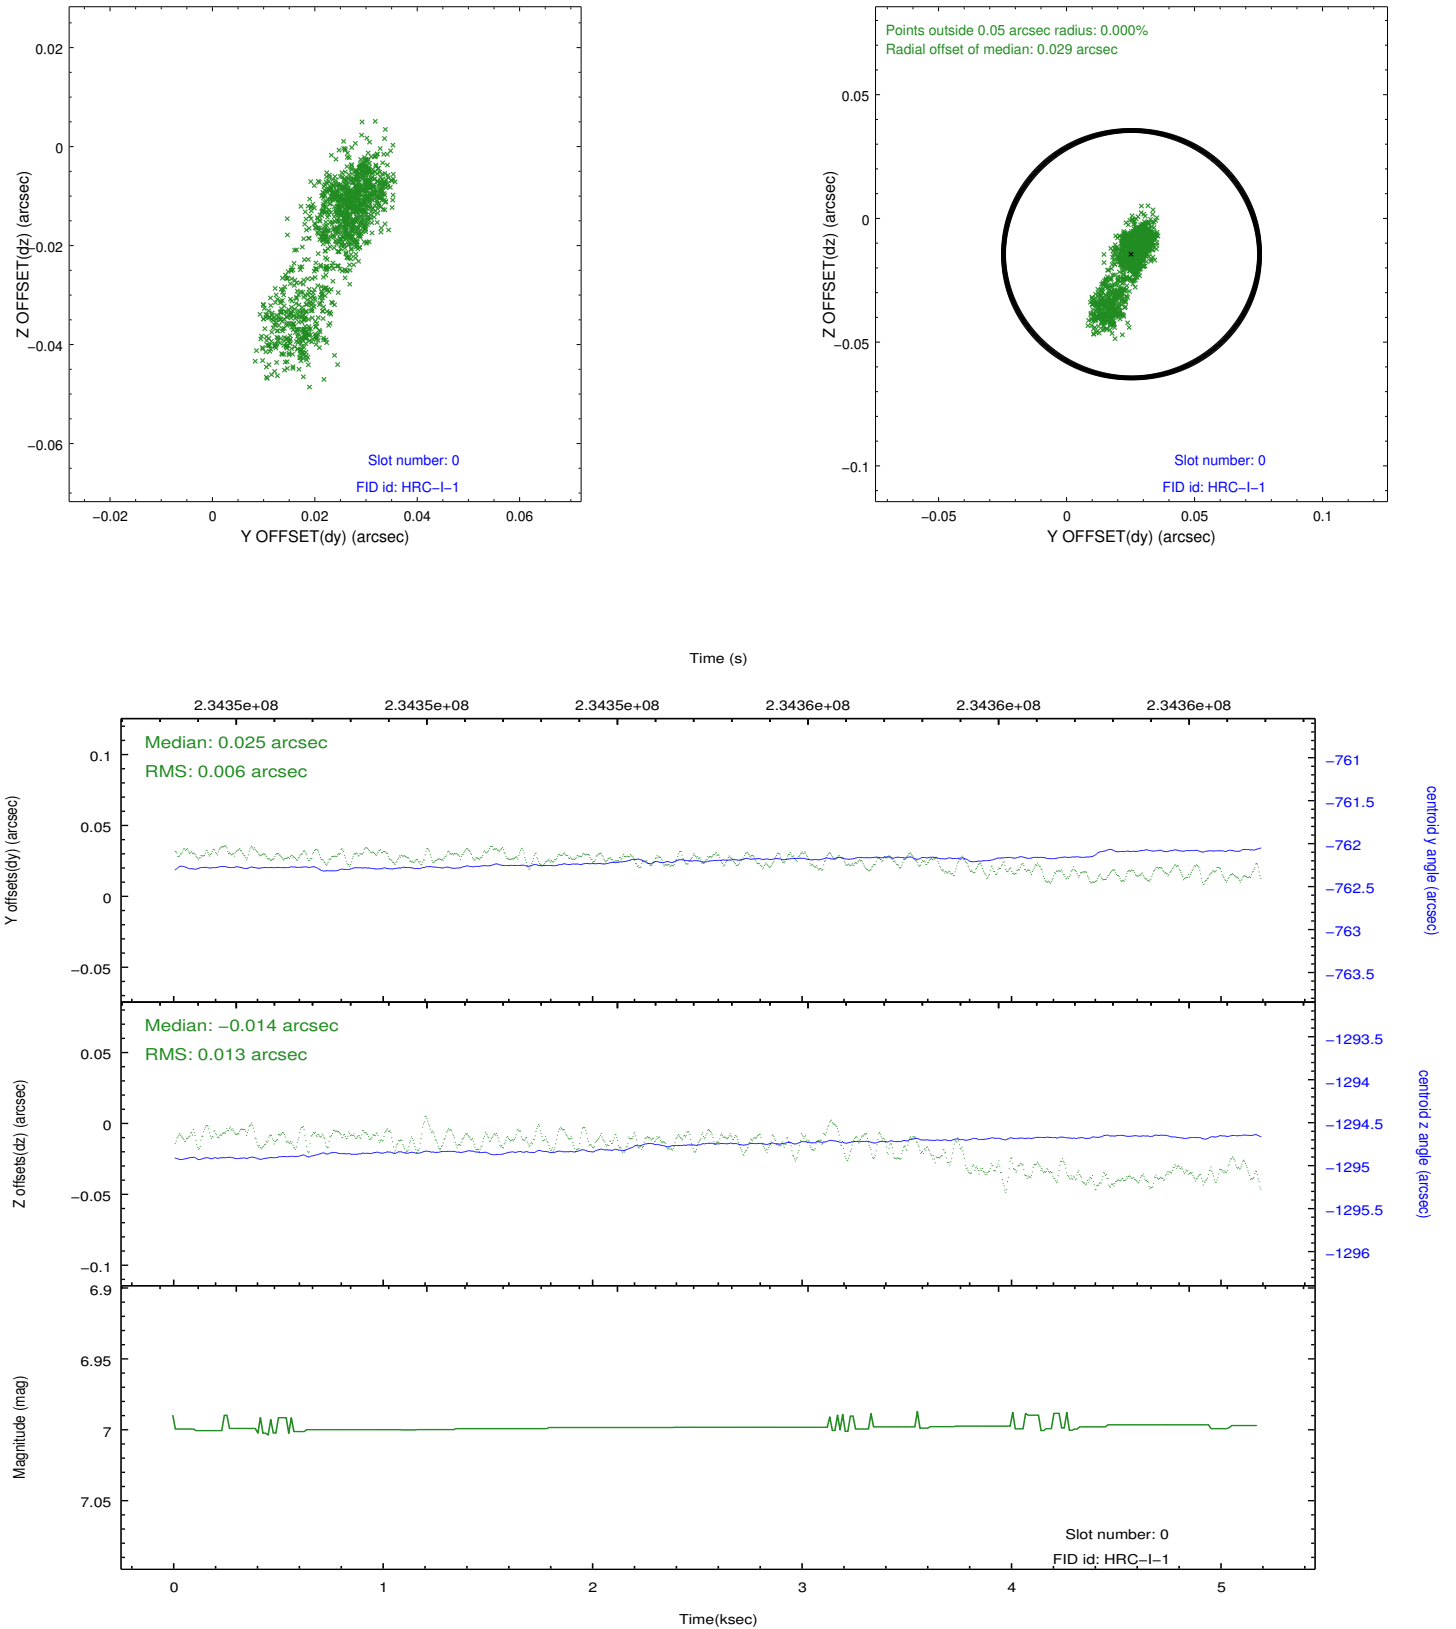 0.02
0
−0.02
−0.04
−0.06
Z OFFSET(dz) (arcsec)
Slot number: 0
FID id: HRC−I−1
−0.02 0 0.02 0.04 0.06
Y OFFSET(dy) (arcsec)
Points outside 0.05 arcsec radius: 0.000%
Radial offset of median: 0.029 arcsec
0.05
0
−0.05
−0.1
Z OFFSET(dz) (arcsec)
Slot number: 0
FID id: HRC−I−1
−0.05 0 0.05 0.1
Y OFFSET(dy) (arcsec)
Time (s)
2.3435e+08 2.3435e+08 2.3435e+08 2.3436e+08 2.3436e+08 2.3436e+08
Median: 0.025 arcsec
RMS: 0.006 arcsec
0.1
0.05
0
−0.05
Y offsets(dy) (arcsec)
−761
−761.5
−762
−762.5
−763
−763.5
centroid y angle (arcsec)
Median: −0.014 arcsec
RMS: 0.013 arcsec
0.05
0
−0.05
−0.1
Z offsets(dz) (arcsec)
−1293.5
−1294
−1294.5
−1295
−1295.5
−1296
centroid z angle (arcsec)
6.9
6.95
7
7.05
Magnitude (mag)
Slot number: 0
FID id: HRC−I−1
0 1 2 3 4 5
Time(ksec)